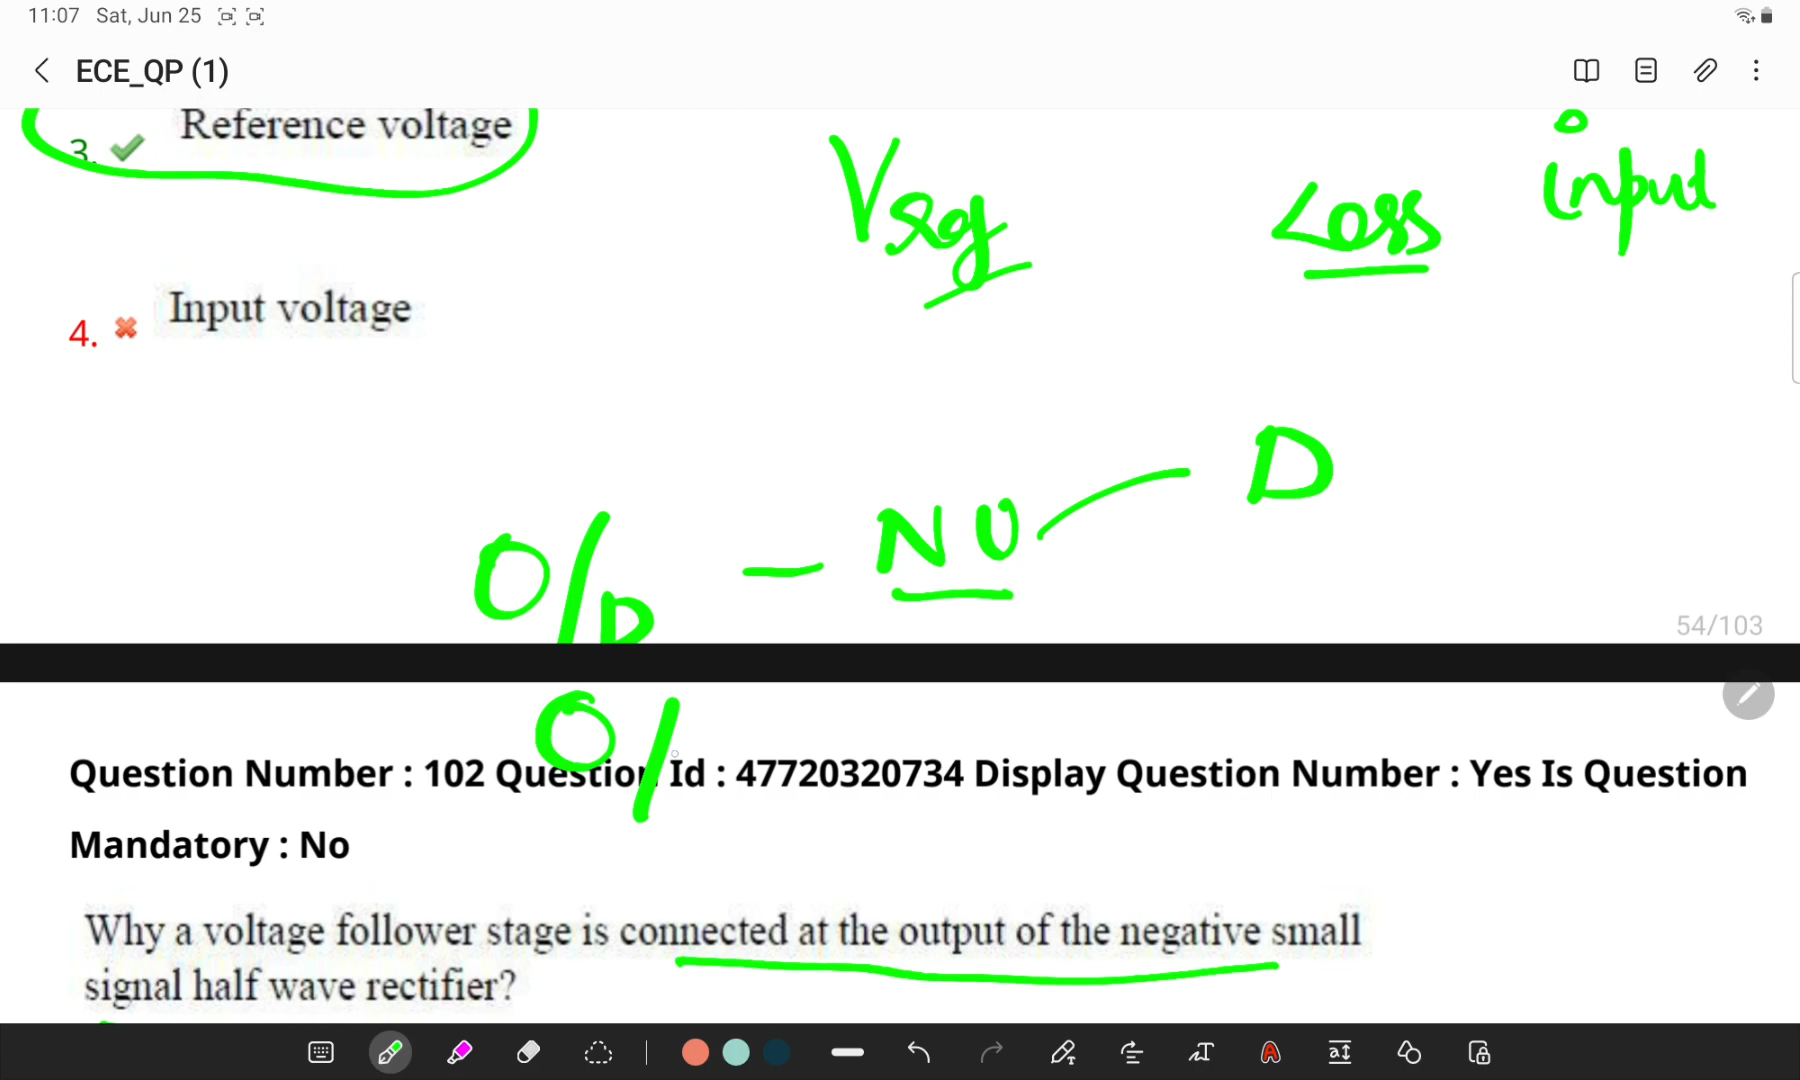 11:07 Sat, Jun 25
ECE_QP (1)
3. Reference voltage
input
Loss
4. Input voltage
D
O/P - NO
54/103
O/
Question Number : 102 Question Id : 47720320734 Display Question Number : Yes Is Question
Mandatory : No
Why a voltage follower stage is connected at the output of the negative small
signal half wave rectifier?